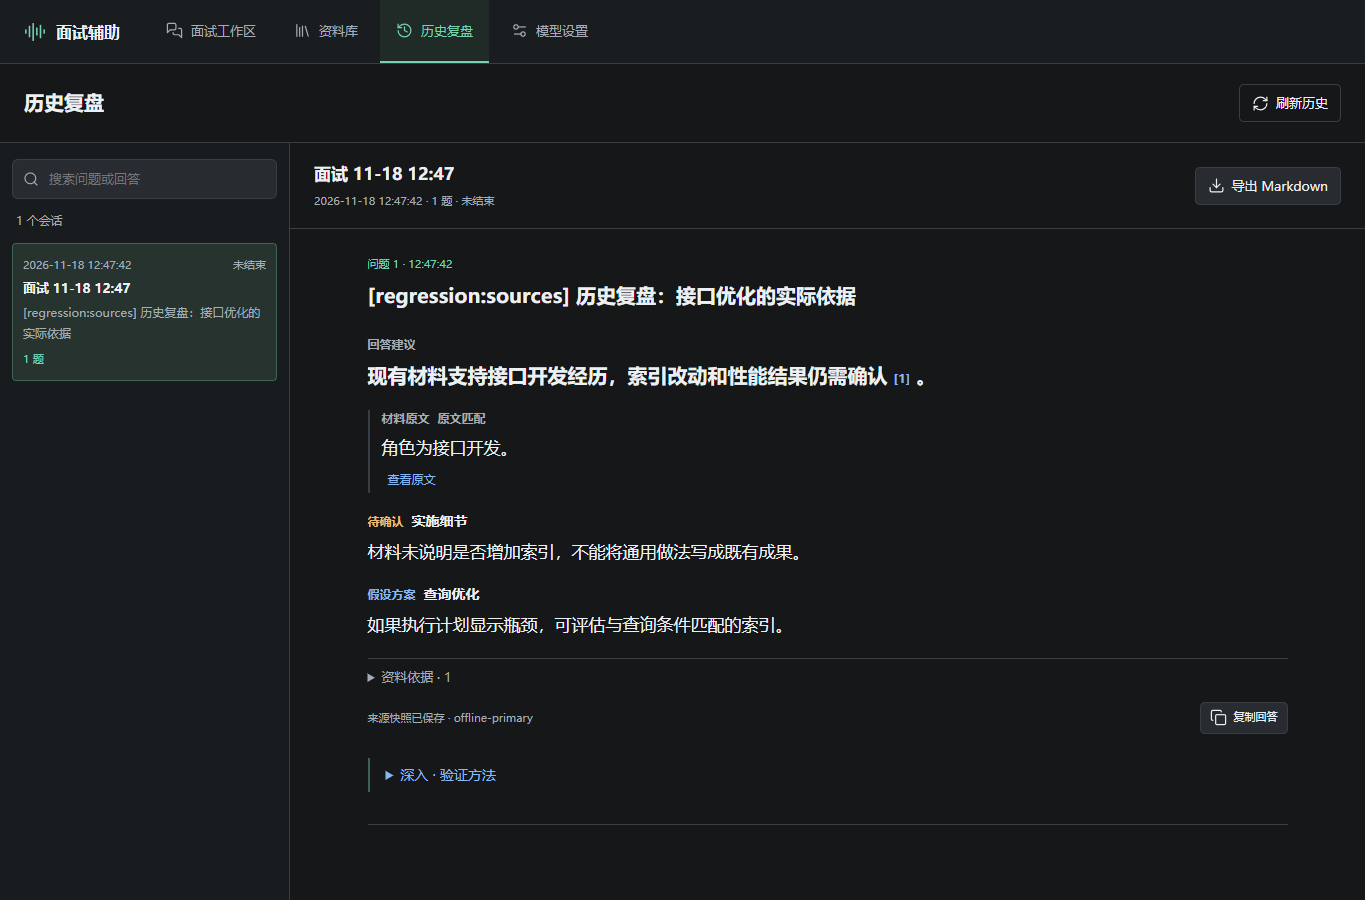 面试辅助
面试工作区
资料库
历史复盘
模型设置
历史复盘
刷新历史
搜索问题或回答
1 个会话
2026-11-18 12:47:42 未结束
面试 11-18 12:47
[regression:sources] 历史复盘：接口优化的
实际依据
1 题
面试 11-18 12:47
2026-11-18 12:47:42 · 1 题 · 未结束
导出 Markdown
问题 1 · 12:47:42
[regression:sources] 历史复盘：接口优化的实际依据
回答建议
现有材料支持接口开发经历，索引改动和性能结果仍需确认 [1] 。
材料原文 原文匹配
角色为接口开发。
查看原文
待确认 实施细节
材料未说明是否增加索引，不能将通用做法写成既有成果。
假设方案 查询优化
如果执行计划显示瓶颈，可评估与查询条件匹配的索引。
资料依据 · 1
来源快照已保存 · offline-primary
复制回答
深入 · 验证方法